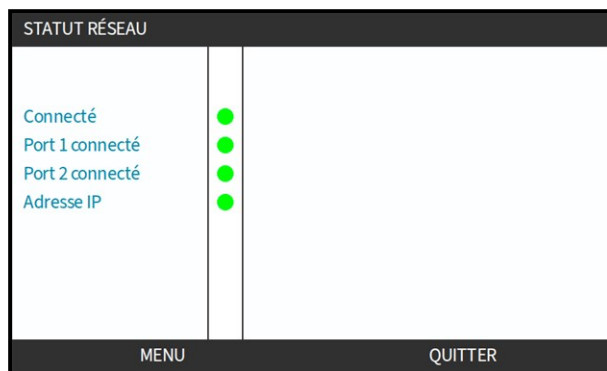 STATUT RÉSEAU
Connecté
Port 1 connecté
Port 2 connecté
Adresse IP
MENU QUITTER